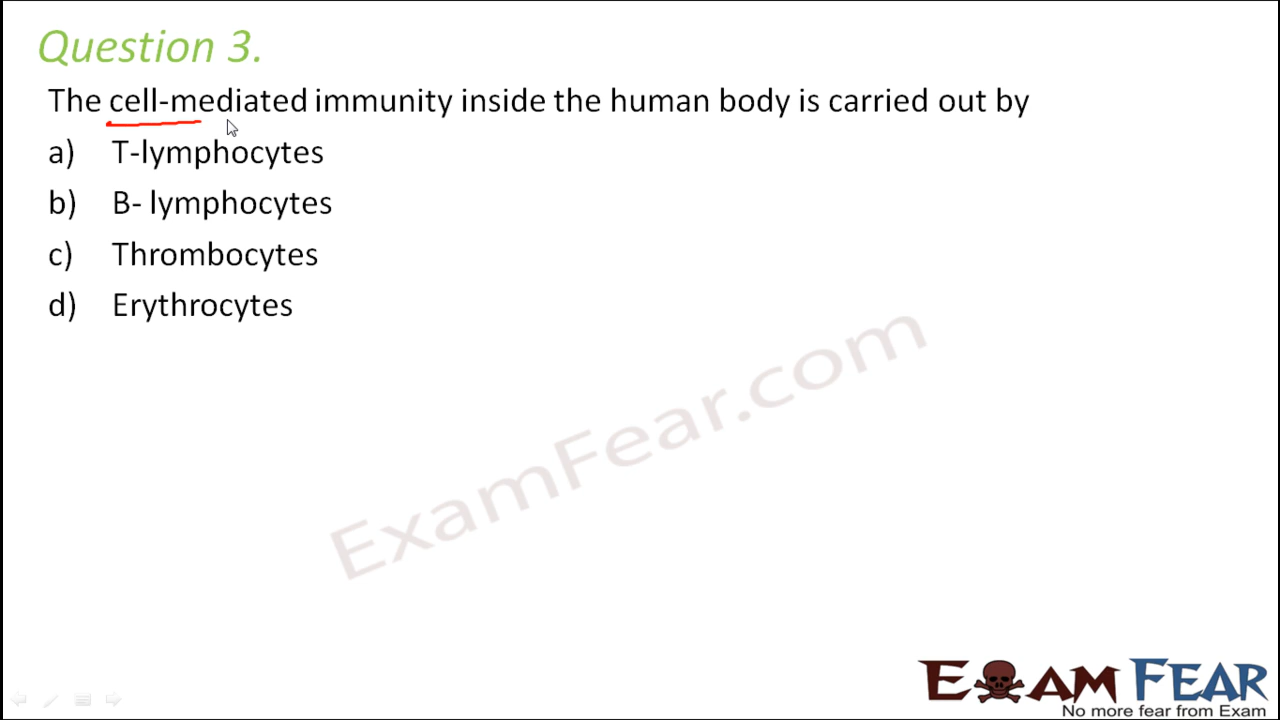 Question 3.
The cell-mediated immunity inside the human body is carried out by
a) T-lymphocytes
b) B- lymphocytes
c) Thrombocytes
d) Erythrocytes
ExamFear.com
EXAM FEAR
No more fear from Exam